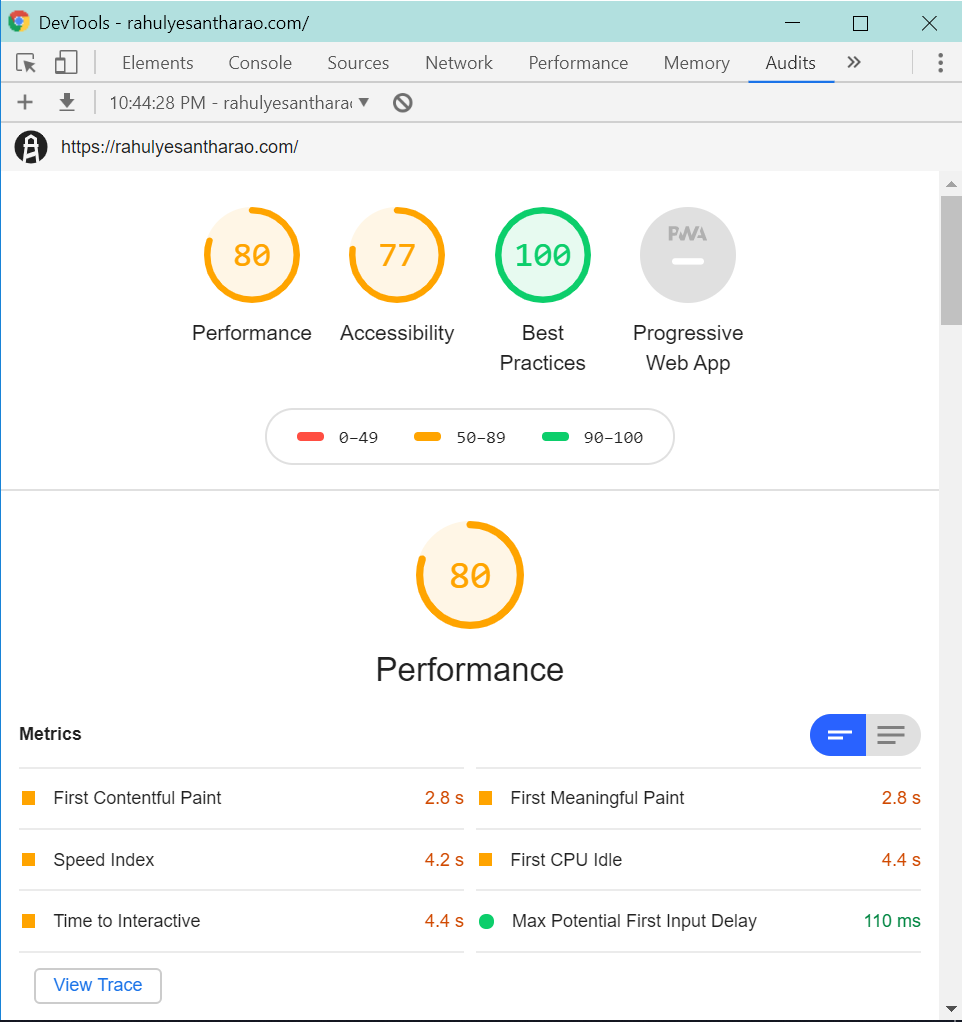 DevTools - rahulyesantharao.com/
Elements Console Sources Network Performance Memory Audits »
10:44:28 PM - rahulyesanthara
https://rahulyesantharao.com/
80 77 100 PWA
Performance Accessibility Best Practices Progressive Web App
0–49 50–89 90–100
80
Performance
Metrics
First Contentful Paint 2.8 s First Meaningful Paint 2.8 s
Speed Index 4.2 s First CPU Idle 4.4 s
Time to Interactive 4.4 s Max Potential First Input Delay 110 ms
View Trace